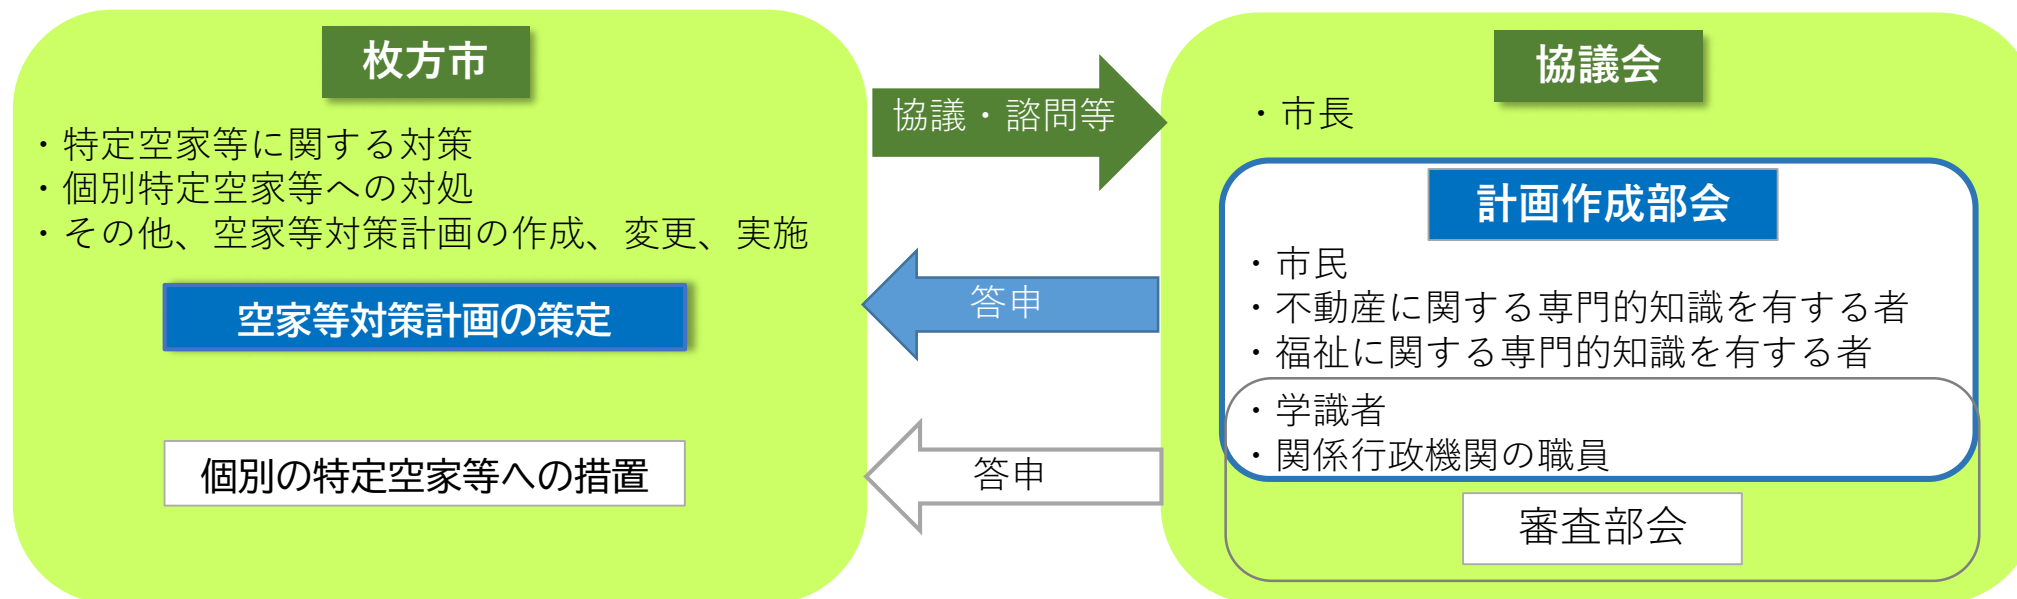 枚方市
・特定空家等に関する対策
・個別特定空家等への対処
・その他、空家等対策計画の作成、変更、実施
空家等対策計画の策定
個別の特定空家等への措置
協議・諮問等
答申
答申
協議会
・市長
計画作成部会
・市民
・不動産に関する専門的知識を有する者
・福祉に関する専門的知識を有する者
・学識者
・関係行政機関の職員
審査部会